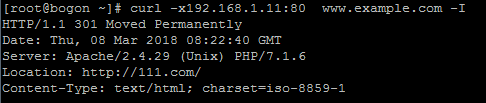 [root@bogon ~]# curl -x192.168.1.11:80  www.example.com -I
HTTP/1.1 301 Moved Permanently
Date: Thu, 08 Mar 2018 08:22:40 GMT
Server: Apache/2.4.29 (Unix) PHP/7.1.6
Location: http://111.com/
Content-Type: text/html; charset=iso-8859-1